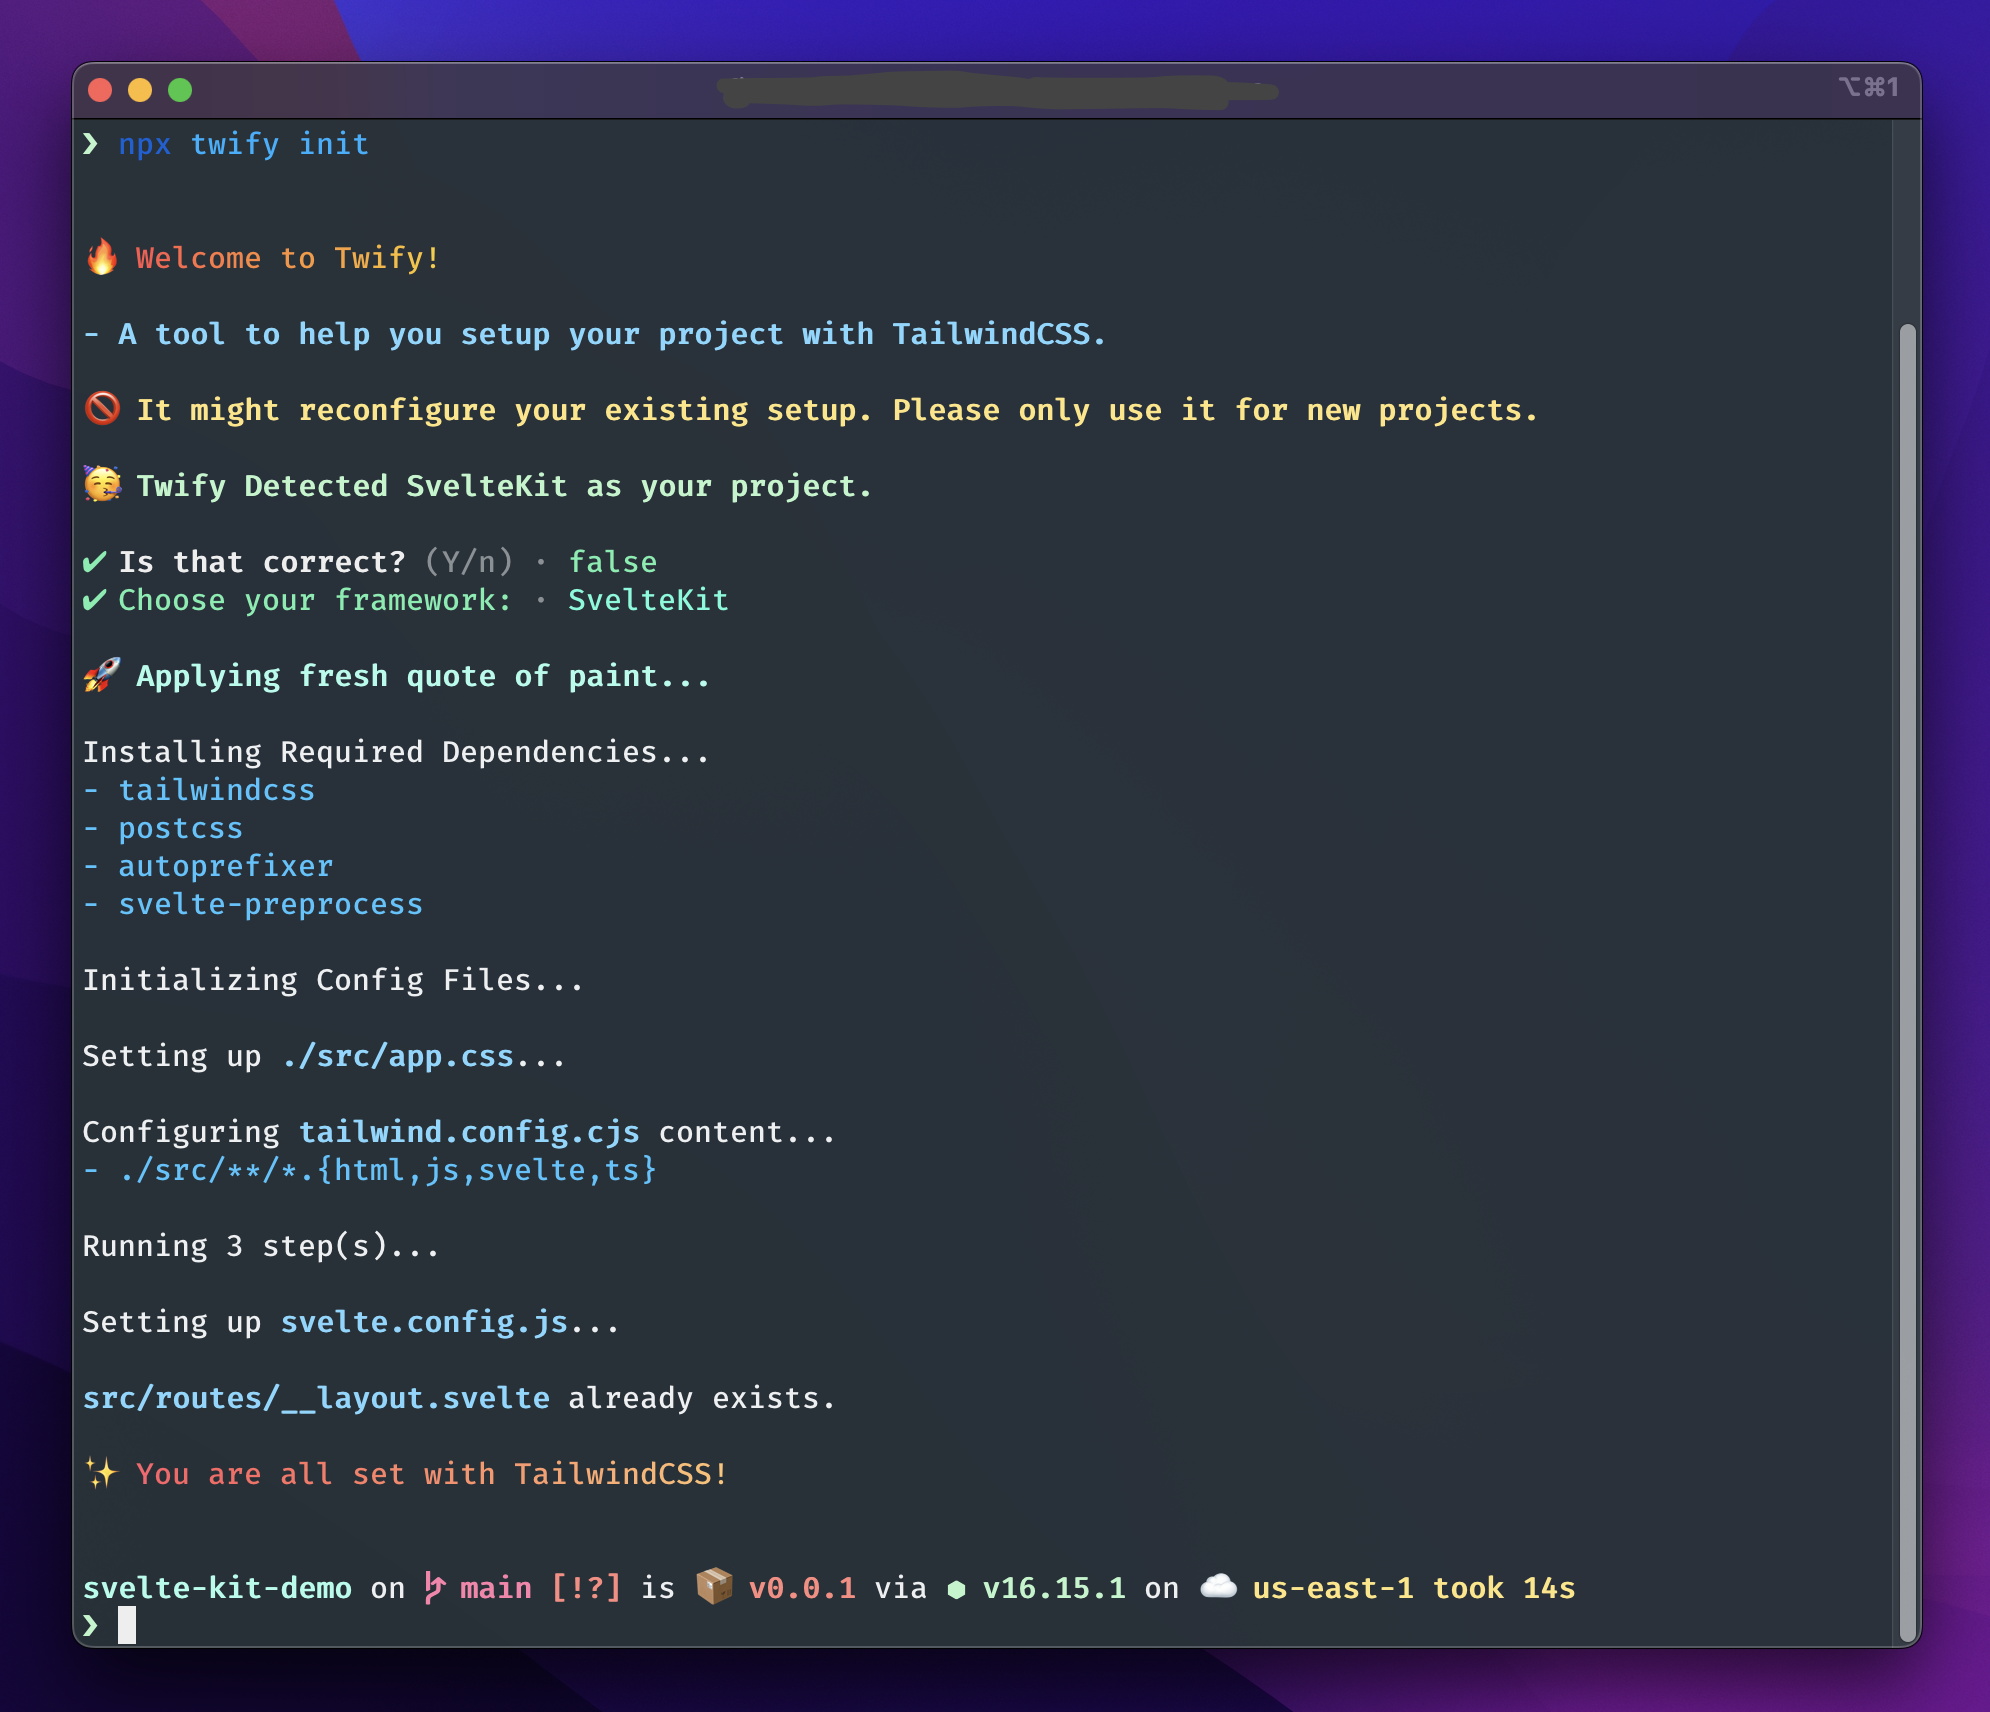 ⌥⌘1
❯ npx twify init
🔥 Welcome to Twify!
- A tool to help you setup your project with TailwindCSS.
🚫 It might reconfigure your existing setup. Please only use it for new projects.
🥳 Twify Detected SvelteKit as your project.
✔ Is that correct? (Y/n) · false
✔ Choose your framework: · SvelteKit
🚀 Applying fresh quote of paint...
Installing Required Dependencies...
- tailwindcss
- postcss
- autoprefixer
- svelte-preprocess
Initializing Config Files...
Setting up ./src/app.css...
Configuring tailwind.config.cjs content...
- ./src/**/*.{html,js,svelte,ts}
Running 3 step(s)...
Setting up svelte.config.js...
src/routes/__layout.svelte already exists.
✨ You are all set with TailwindCSS!
svelte-kit-demo on main [!?] is 📦 v0.0.1 via ⬢ v16.15.1 on ☁️ us-east-1 took 14s
❯